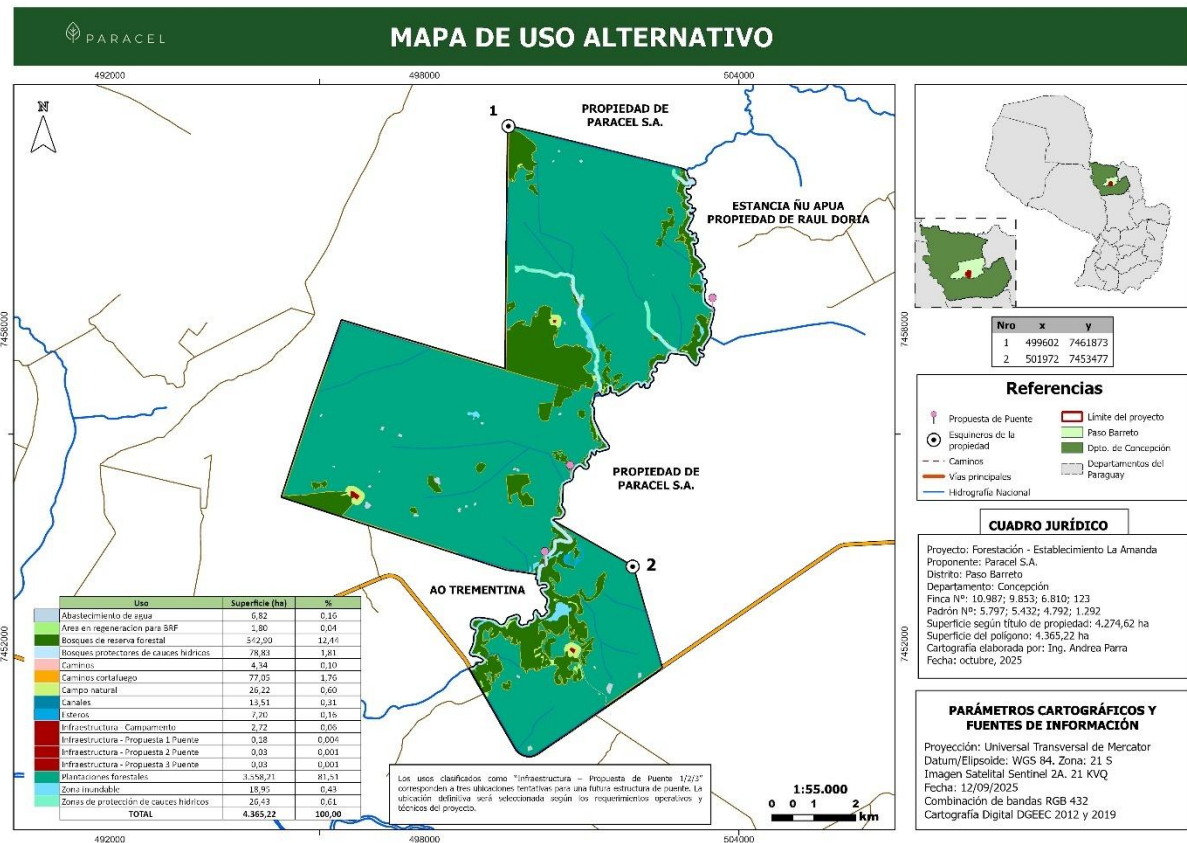 PARACEL
MAPA DE USO ALTERNATIVO
492000
498000
504000
N
1
PROPIEDAD DE
PARACEL S.A.
ESTANCIA ÑU APUA
PROPIEDAD DE RAUL DORIA
7458000
7458000
PROPIEDAD DE
PARACEL S.A.
2
AO TREMENTINA
7452000
7452000
Uso Superficie (ha) %
Abastecimiento de agua 6,82 0,16
Area en regeneracion para BRF 1,80 0,04
Bosques de reserva forestal 542,90 12,44
Bosques protectores de cauces hidricos 78,83 1,81
Caminos 4,34 0,10
Caminos cortafuego 77,05 1,76
Campo natural 26,22 0,60
Canales 13,51 0,31
Esteros 7,20 0,16
Infraestructura - Campamento 2,72 0,06
Infraestructura - Propuesta 1 Puente 0,18 0,004
Infraestructura - Propuesta 2 Puente 0,03 0,001
Infraestructura - Propuesta 3 Puente 0,03 0,001
Plantaciones forestales 3.558,21 81,51
Zona inundable 18,95 0,43
Zonas de protección de cauces hidricos 26,43 0,61
TOTAL 4.365,22 100,00
Los usos clasificados como "Infraestructura – Propuesta de Puente 1/2/3"
corresponden a tres ubicaciones tentativas para una futura estructura de puente. La
ubicación definitiva será seleccionada según los requerimientos operativos y
técnicos del proyecto.
1:55.000
0 0 1 2
km
492000
498000
504000
Nro x y
1 499602 7461873
2 501972 7453477
Referencias
Propuesta de Puente
Esquineros de la
propiedad
Caminos
Vías principales
Hidrografía Nacional
Límite del proyecto
Paso Barreto
Dpto. de Concepción
Departamentos del
Paraguay
CUADRO JURÍDICO
Proyecto: Forestación - Establecimiento La Amanda
Proponente: Paracel S.A.
Distrito: Paso Barreto
Departamento: Concepción
Finca Nº: 10.987; 9.853; 6.810; 123
Padrón Nº: 5.797; 5.432; 4.792; 1.292
Superficie según título de propiedad: 4.274,62 ha
Superficie del polígono: 4.365,22 ha
Cartografía elaborada por: Ing. Andrea Parra
Fecha: octubre, 2025
PARÁMETROS CARTOGRÁFICOS Y
FUENTES DE INFORMACIÓN
Proyección: Universal Transversal de Mercator
Datum/Elipsoide: WGS 84. Zona: 21 S
Imagen Satelital Sentinel 2A. 21 KVQ
Fecha: 12/09/2025
Combinación de bandas RGB 432
Cartografía Digital DGEEC 2012 y 2019